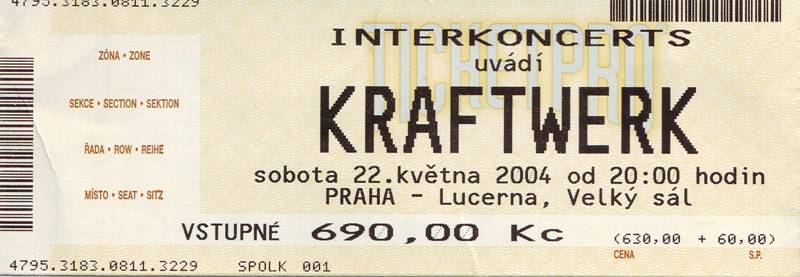 4795.3183.0811.3229
ZÓNA • ZONE
SEKCE • SECTION • SEKTION
ŘADA • ROW • REIHE
MÍSTO • SEAT • SITZ
TICKETPRO
INTERKONCERTS
uvádí
KRAFTWERK
sobota 22.května 2004 od 20:00 hodin
PRAHA - Lucerna, Velký sál
VSTUPNÉ 690,00 Kc (630,00 + 60,00)
CENA S.P.
4795.3183.0811.3229 SPOLK 001